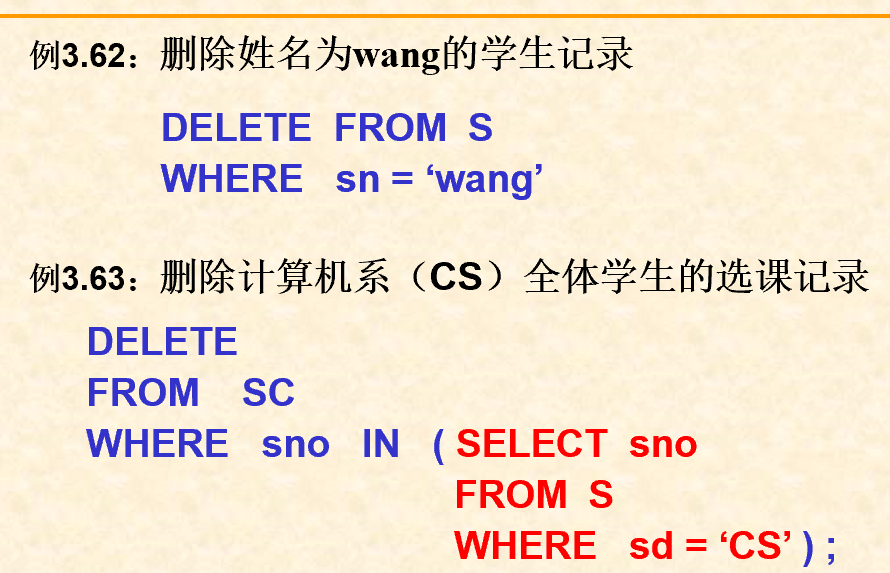 例3.62：删除姓名为wang的学生记录
DELETE FROM S
WHERE sn = ‘wang’
例3.63：删除计算机系（CS）全体学生的选课记录
DELETE
FROM SC
WHERE sno IN ( SELECT sno
FROM S
WHERE sd = ‘CS’ ) ;